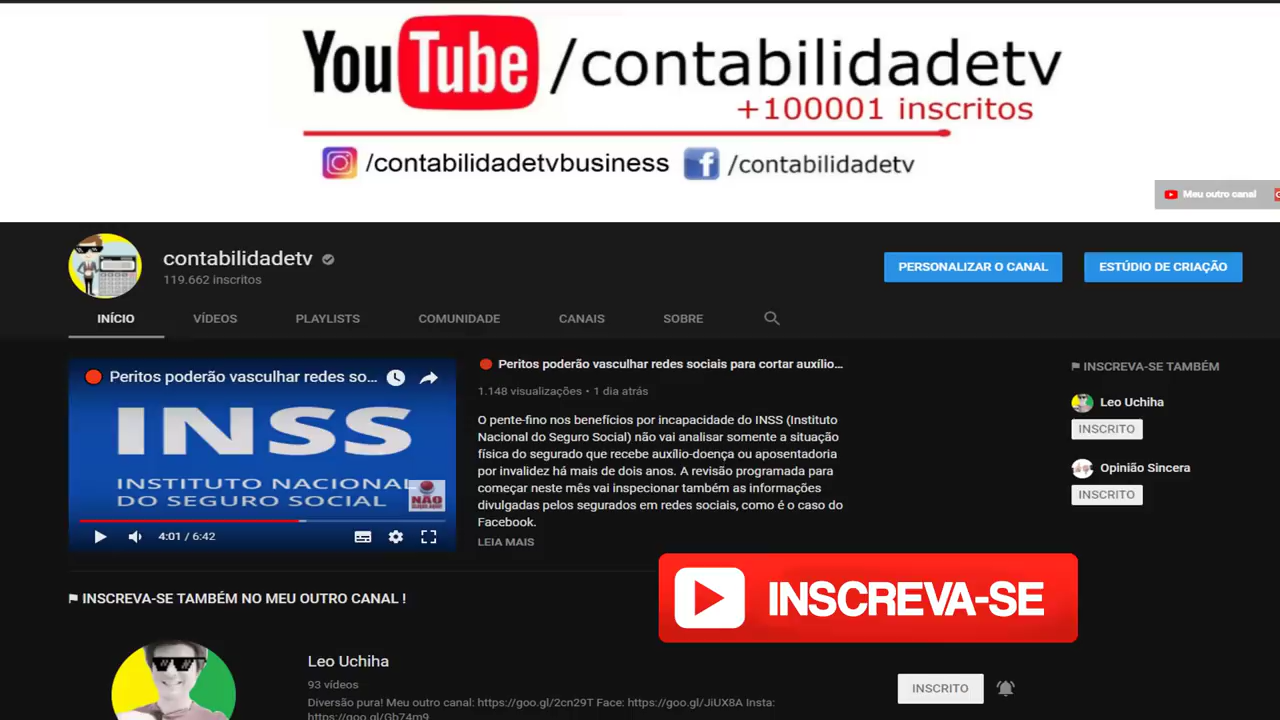 YouTube /contabilidadetv
+100001 inscritos
/contabilidadetvbusiness /contabilidadetv
Meu outro canal
contabilidadetv
119.662 inscritos
PERSONALIZAR O CANAL
ESTÚDIO DE CRIAÇÃO
INÍCIO VÍDEOS PLAYLISTS COMUNIDADE CANAIS SOBRE
Peritos poderão vasculhar redes so...
INSS
INSTITUTO NACIONAL
DO SEGURO SOCIAL
NÃO
4:01 / 6:42
Peritos poderão vasculhar redes sociais para cortar auxílio...
1.148 visualizações • 1 dia atrás
O pente-fino nos benefícios por incapacidade do INSS (Instituto
Nacional do Seguro Social) não vai analisar somente a situação
física do segurado que recebe auxílio-doença ou aposentadoria
por invalidez há mais de dois anos. A revisão programada para
começar neste mês vai inspecionar também as informações
divulgadas pelos segurados em redes sociais, como é o caso do
Facebook.
LEIA MAIS
INSCREVA-SE TAMBÉM
Leo Uchiha
INSCRITO
Opinião Sincera
INSCRITO
INSCREVA-SE
INSCREVA-SE TAMBÉM NO MEU OUTRO CANAL !
Leo Uchiha
93 vídeos
Diversão pura! Meu outro canal: https://goo.gl/2cn29T Face: https://goo.gl/JiUX8A Insta:
https://goo.gl/Gb74m9
INSCRITO